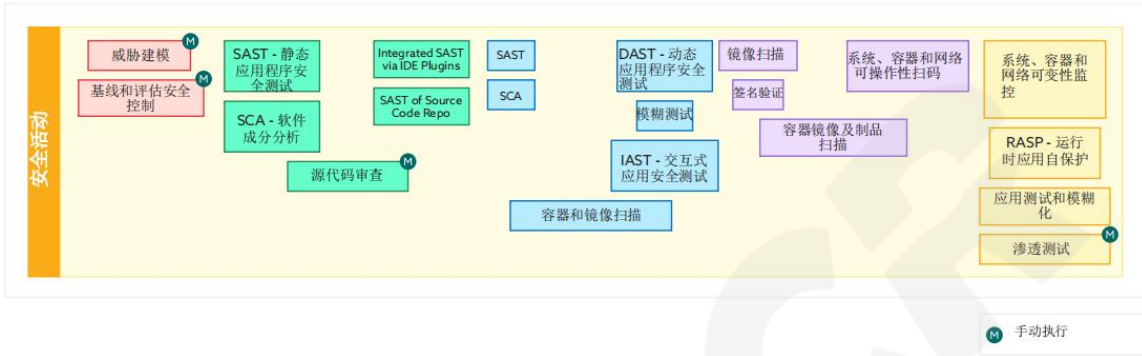 安全活动
威胁建模
M
基线和评估安全
控制
M
SAST - 静态
应用程序安
全测试
SCA - 软件
成分分析
源代码审查
M
Integrated SAST
via IDE Plugins
SAST of Source
Code Repo
SAST
SCA
容器和镜像扫描
DAST - 动态
应用程序安全
测试
模糊测试
IAST - 交互式
应用安全测试
镜像扫描
签名验证
容器镜像及制品
扫描
系统、容器和网络
可操作性扫码
系统、容器和
网络可变性监
控
RASP - 运行
时应用自保护
应用测试和模糊
化
渗透测试
M
M 手动执行